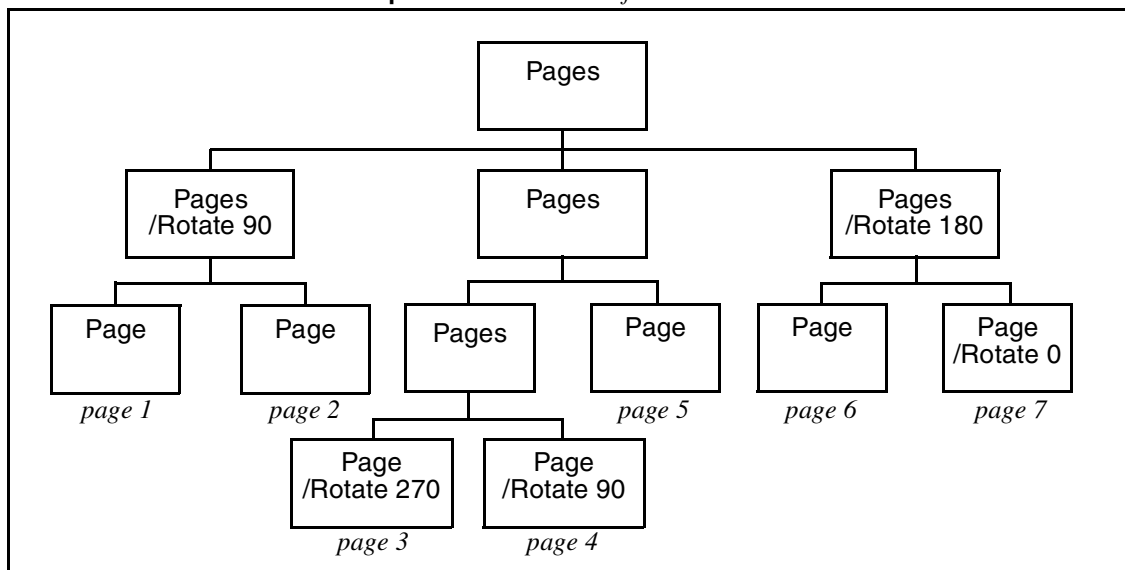 Pages
Pages
/Rotate 90
Pages
Pages
/Rotate 180
Page
Page
Pages
Page
Page
Page
/Rotate 0
page 1
page 2
page 5
page 6
page 7
Page
/Rotate 270
Page
/Rotate 90
page 3
page 4